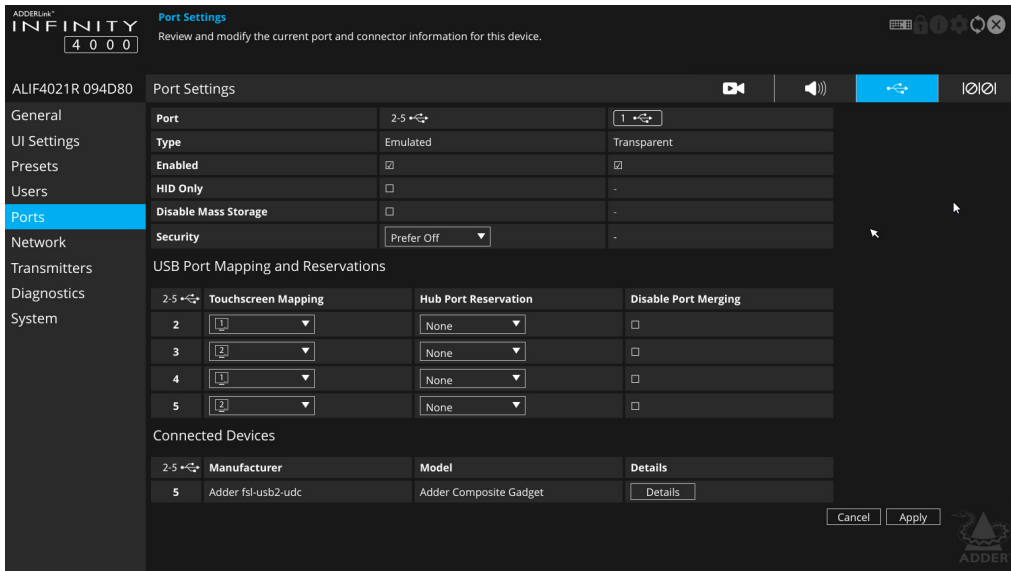 ADDERLink™
INFINITY
4000
Port Settings
Review and modify the current port and connector information for this device.
ALIF4021R 094D80
Port Settings
General
UI Settings
Presets
Users
Ports
Network
Transmitters
Diagnostics
System
Port 2-5 1
Type Emulated Transparent
Enabled
HID Only -
Disable Mass Storage -
Security Prefer Off -
USB Port Mapping and Reservations
2-5 Touchscreen Mapping Hub Port Reservation Disable Port Merging
2 1 None
3 2 None
4 1 None
5 2 None
Connected Devices
2-5 Manufacturer Model Details
5 Adder fsl-usb2-udc Adder Composite Gadget Details
Cancel Apply
ADDER